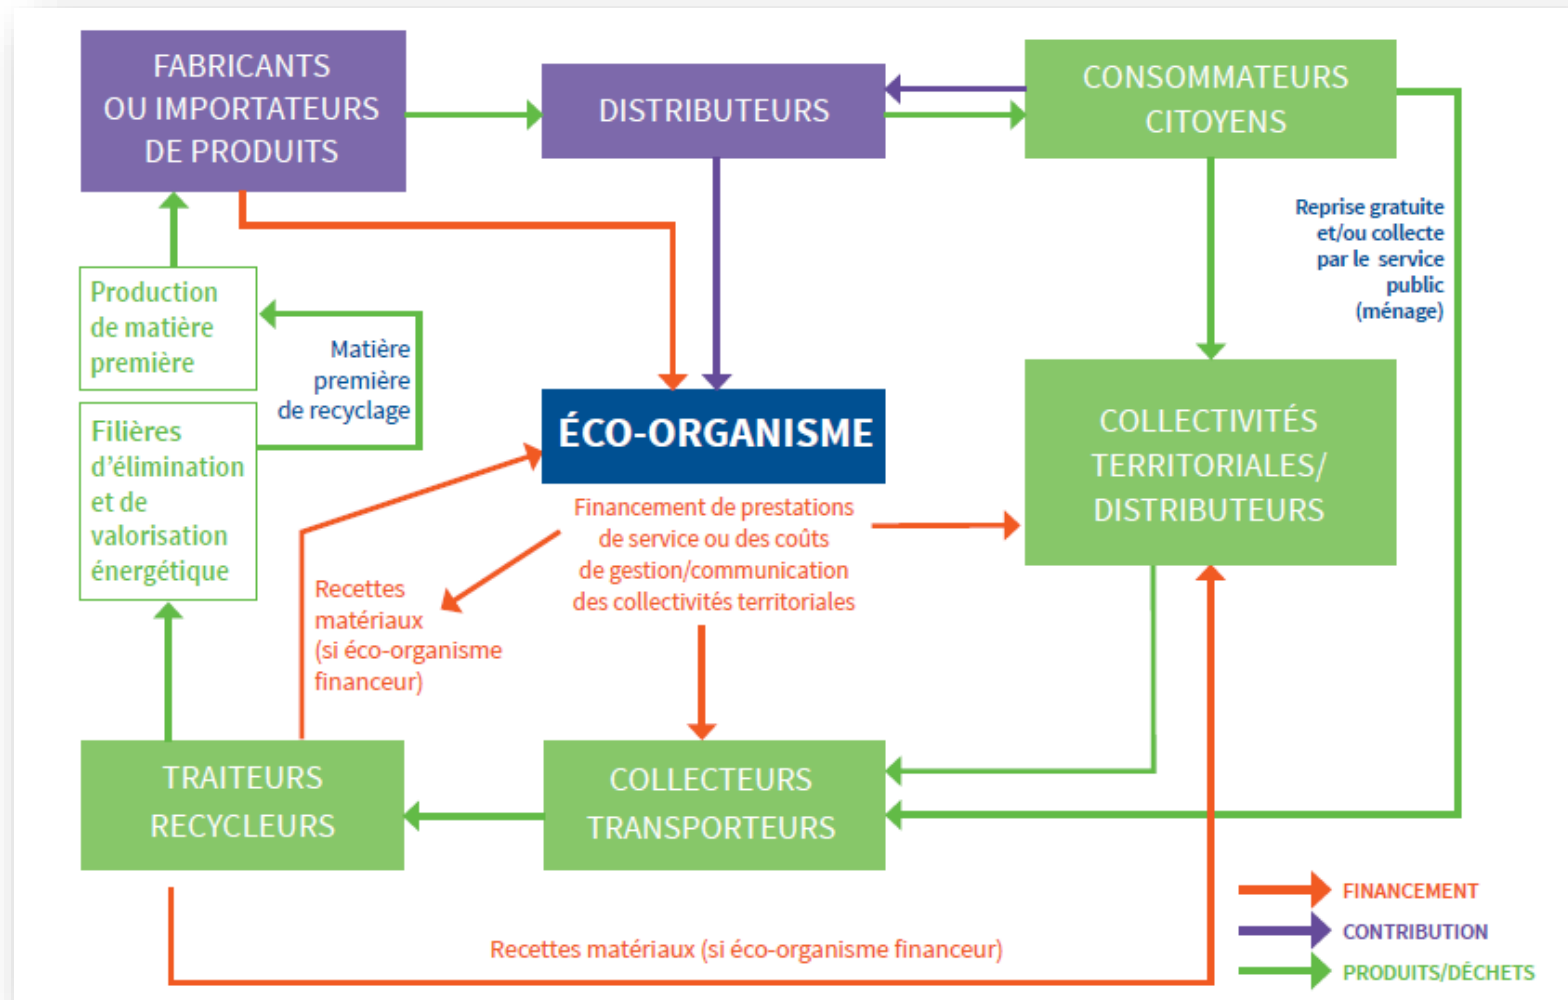 FABRICANTS
OU IMPORTATEURS
DE PRODUITS
DISTRIBUTEURS
CONSOMMATEURS
CITOYENS
Reprise gratuite
et/ou collecte
par le service
public
(ménage)
Production
de matière
première
Matière
première
de recyclage
Filières
d'élimination
et de
valorisation
énergétique
ÉCO-ORGANISME
Financement de prestations
de service ou des coûts
de gestion/communication
des collectivités territoriales
COLLECTIVITÉS
TERRITORIALES/
DISTRIBUTEURS
Recettes
matériaux
(si éco-organisme
financeur)
TRAITEURS
RECYCLEURS
COLLECTEURS
TRANSPORTEURS
Recettes matériaux (si éco-organisme financeur)
FINANCEMENT
CONTRIBUTION
PRODUITS/DÉCHETS